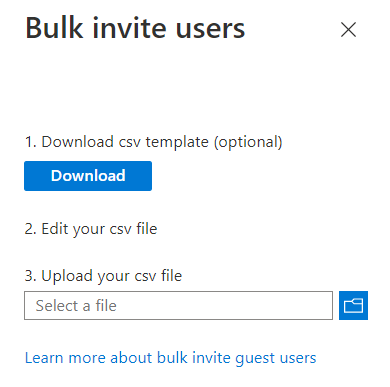 Bulk invite users
1. Download csv template (optional)
Download
2. Edit your csv file
3. Upload your csv file
Select a file
Learn more about bulk invite guest users